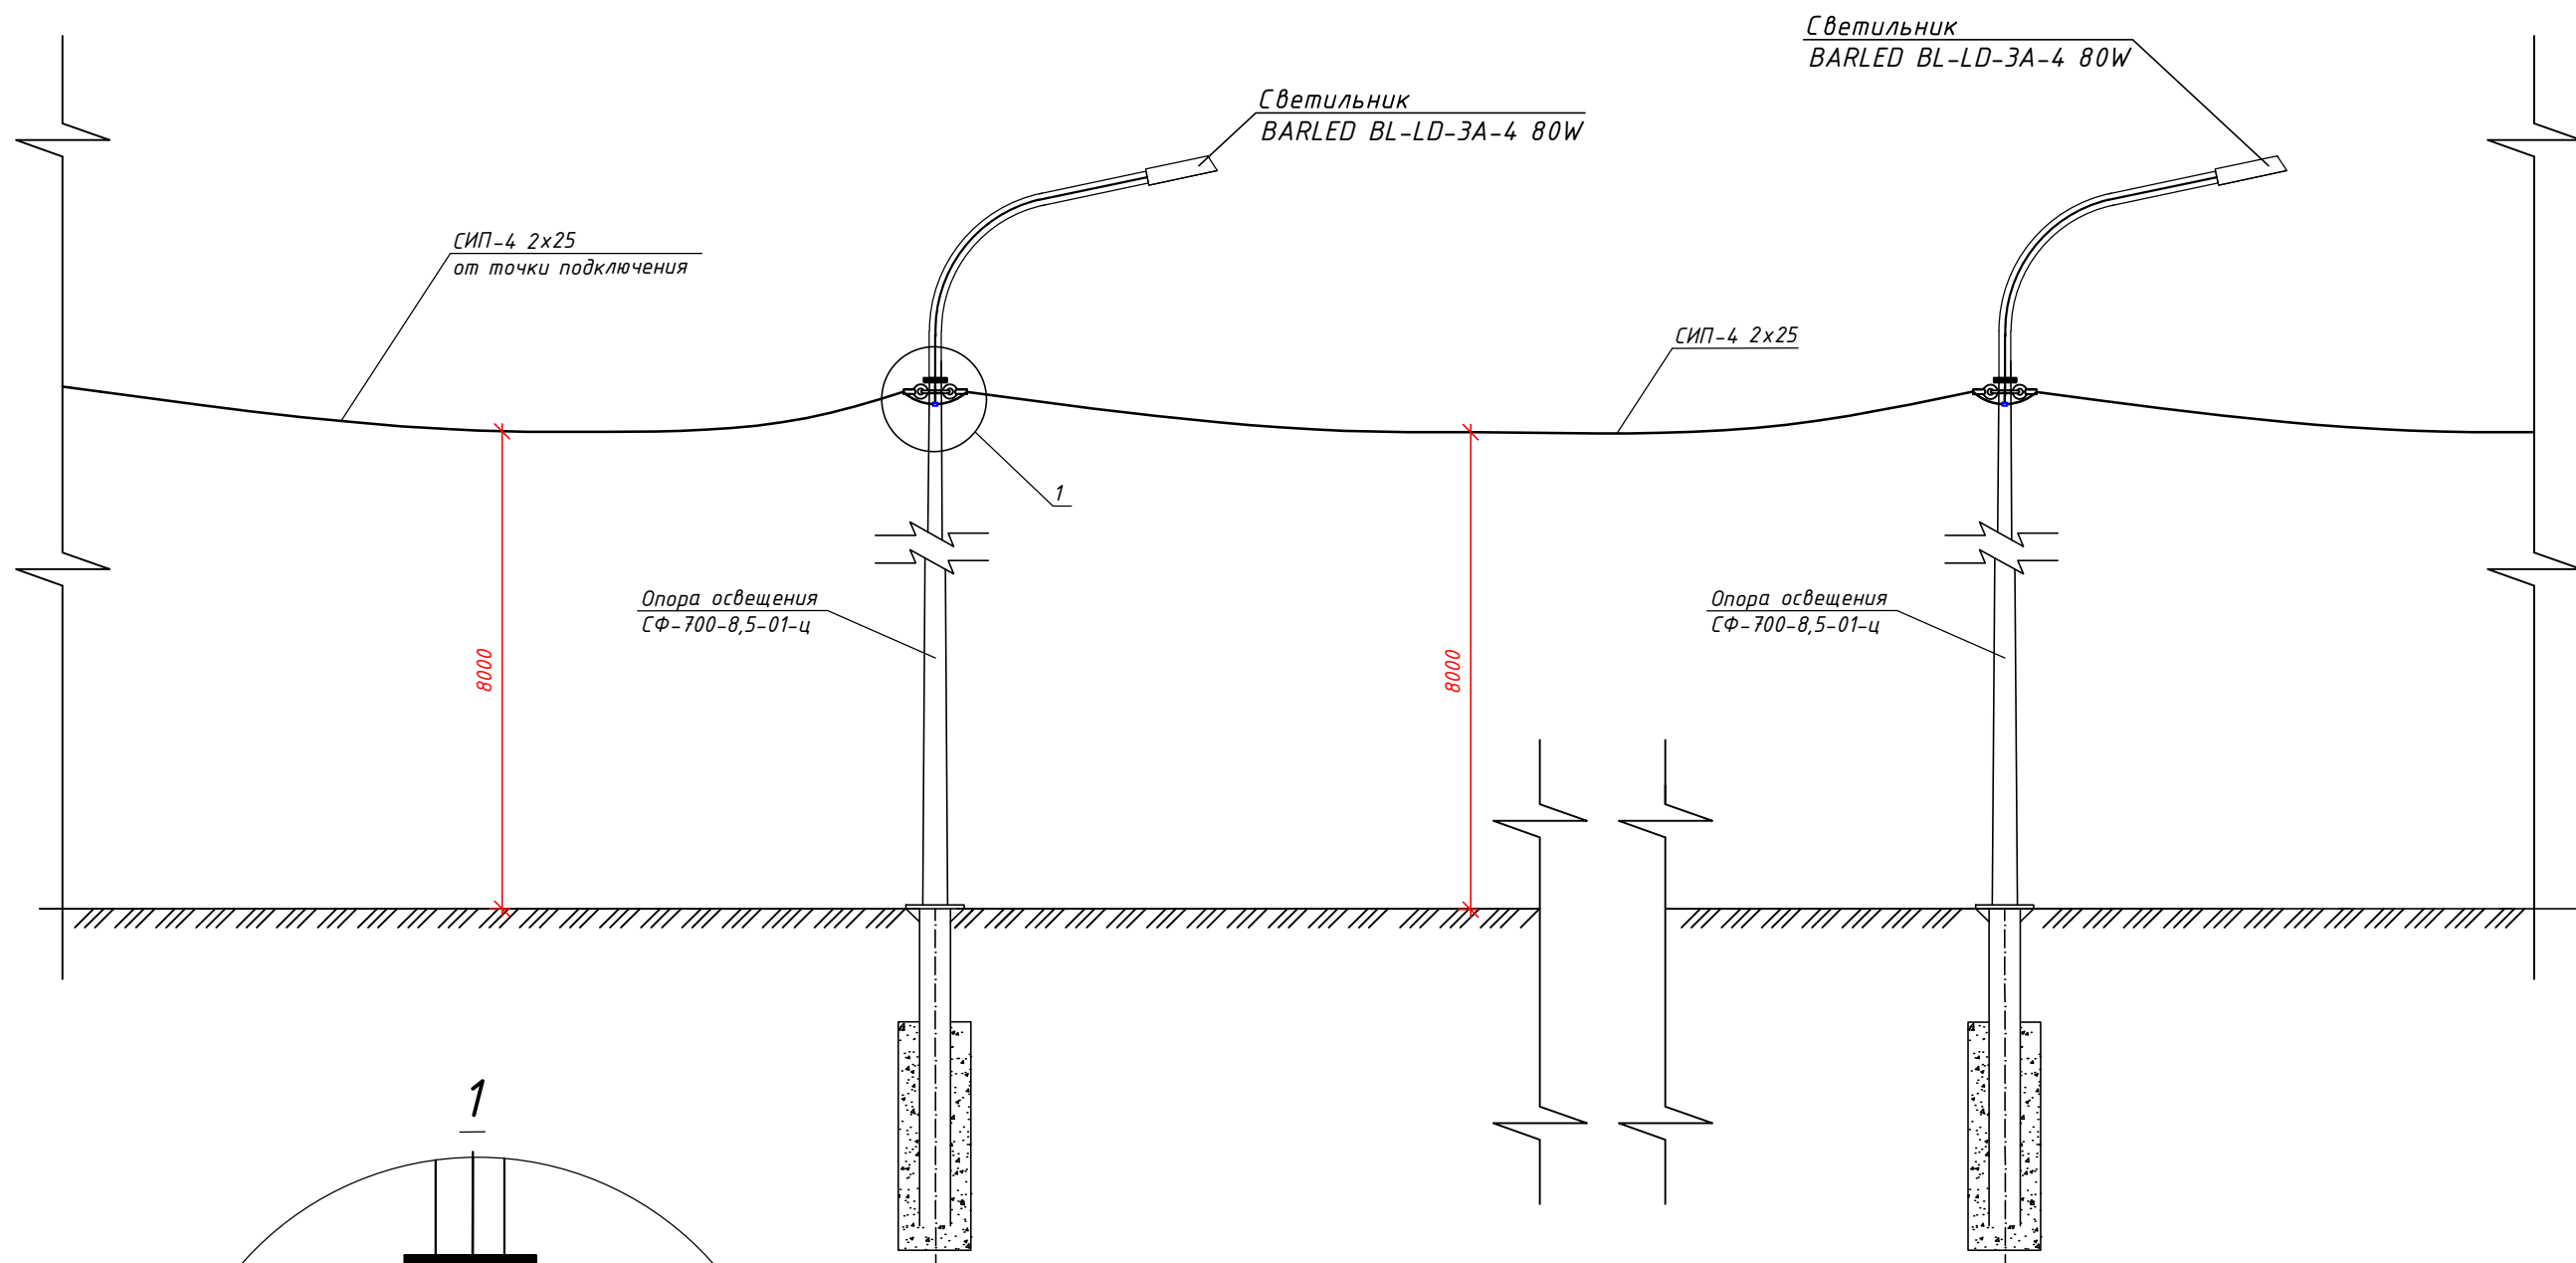 Светильник
BARLED BL-LD-3A-4 80W
Светильник
BARLED BL-LD-3A-4 80W
СИП-4 2х25
от точки подключения
СИП-4 2х25
1
Опора освещения
СФ-700-8,5-01-ц
Опора освещения
СФ-700-8,5-01-ц
8000
8000
1